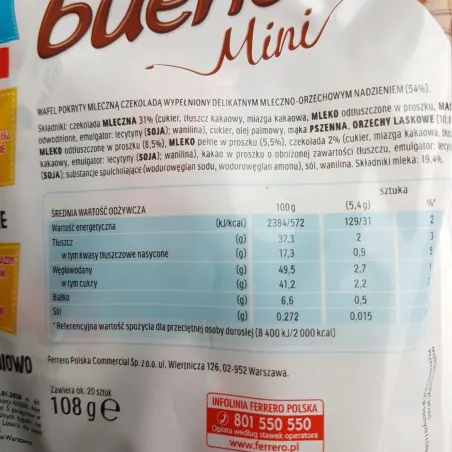 bueno
Mini
WAFEL POKRYTY MLECZNĄ CZEKOLADĄ WYPEŁNIONY DELIKATNYM MLECZNO-ORZECHOWYM NADZIENIEM (54%).
Składniki: czekolada MLECZNA 31% (cukier, tłuszcz kakaowy, miazga kakaowa, MLEKO odtłuszczone w proszku,
odwodnione, emulgator: lecytyny (SOJA); wanilina), cukier, olej palmowy, mąka PSZENNA, ORZECHY LASKOWE
MLEKO odtłuszczone w proszku (8,5%), MLEKO pełne w proszku (5,5%), czekolada 2% (cukier, miazga kakaowa,
kakaowy, emulgator: lecytyny (SOJA); wanilina), kakao w proszku o obniżonej zawartości tłuszczu, emulgator:
(SOJA); substancje spulchniające (wodorowęglan sodu, wodorowęglan amonu), sól, wanilina. Składniki mleka: 19,4%.
sztuka
ŚREDNIA WARTOŚĆ ODŻYWCZA 100 g (5,4g) %*
Wartość energetyczna (kJ/kcal) 2384/572 129/31 2
Tłuszcz (g) 37,3 2 3
w tym kwasy tłuszczowe nasycone (g) 17,3 0,9 5
Węglowodany (g) 49,5 2,7 1
w tym cukry (g) 41,2 2,2
Białko (g) 6,6 0,5
Sól (g) 0,272 0,015
*Referencyjna wartość spożycia dla przeciętnej osoby dorosłej (8 400 kJ/2 000 kcal)
Ferrero Polska Commercial Sp. z o.o. ul. Wiertnicza 126, 02-952 Warszawa.
Zawiera ok. 20 sztuk
108 g e
INFOLINIA FERRERO POLSKA
801 550 550
Opłata według stawek operatora
www.ferrero.pl